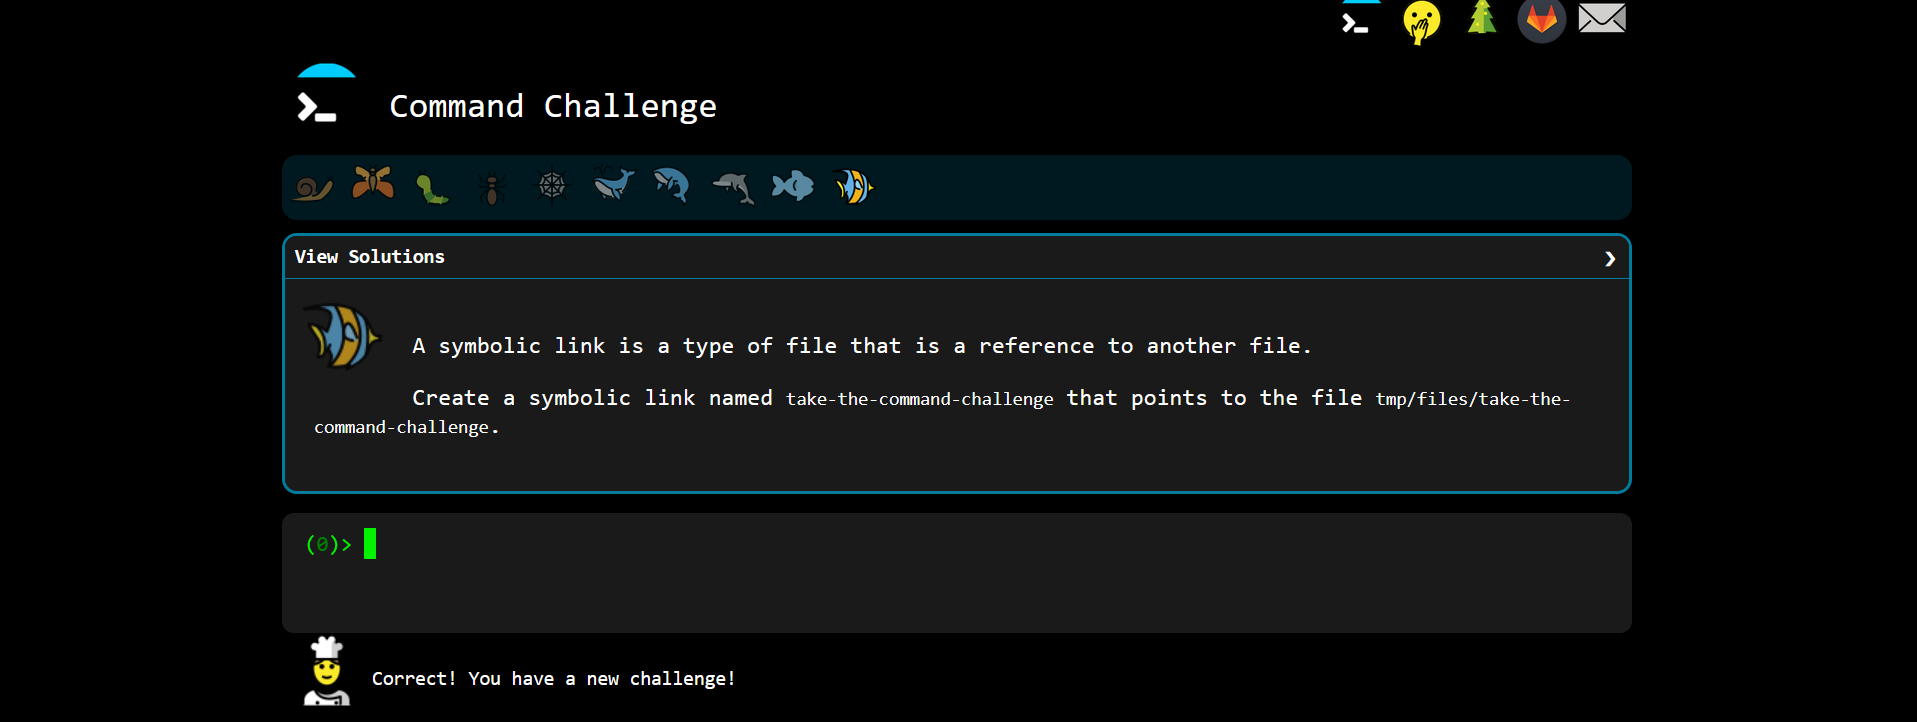 Command Challenge
View Solutions
A symbolic link is a type of file that is a reference to another file.
Create a symbolic link named take-the-command-challenge that points to the file tmp/files/take-the-
command-challenge.
(0)>
Correct! You have a new challenge!